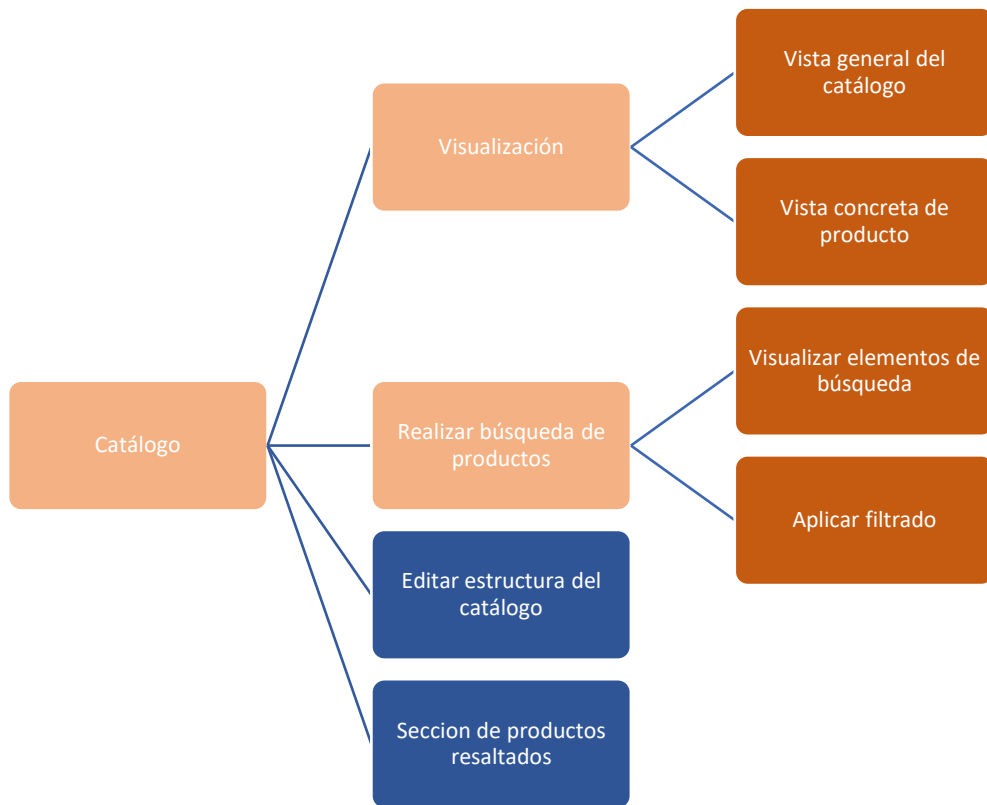 Vista general del
catálogo
Visualización
Vista concreta de
producto
Visualizar elementos de
búsqueda
Catálogo
Realizar búsqueda de
productos
Aplicar filtrado
Editar estructura del
catálogo
Seccion de productos
resaltados